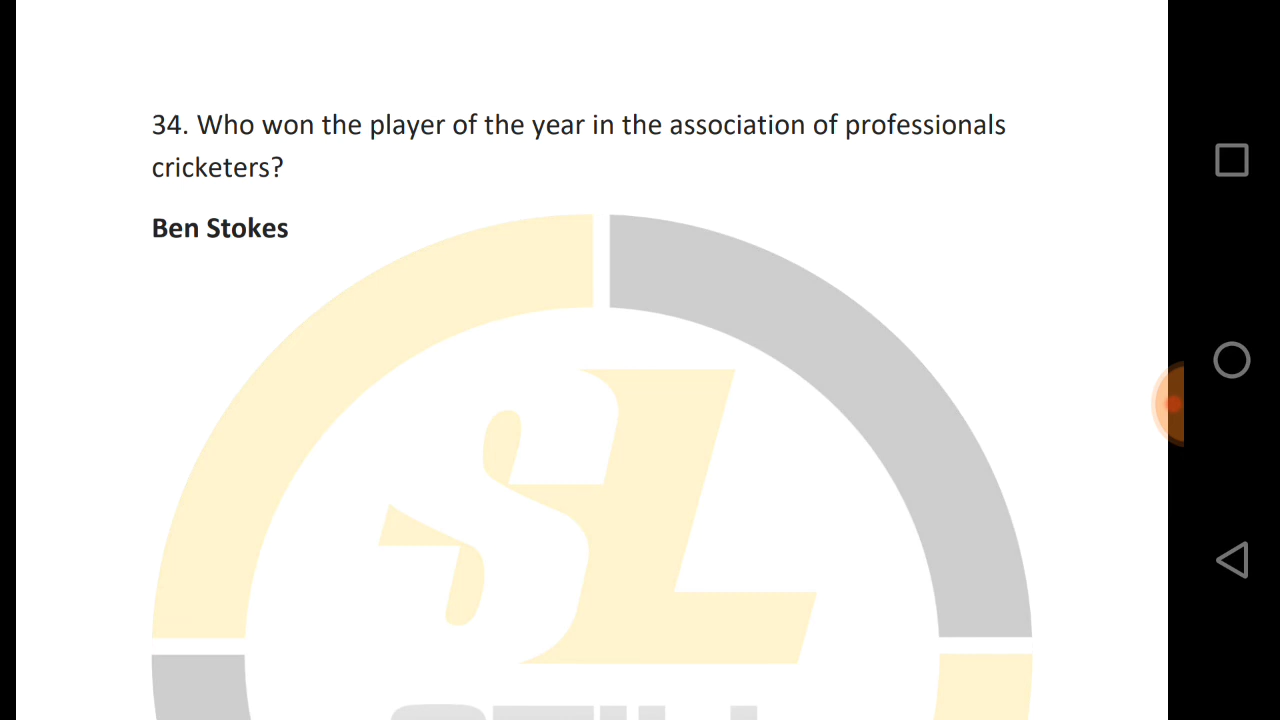 34. Who won the player of the year in the association of professionals
cricketers?
Ben Stokes
SL